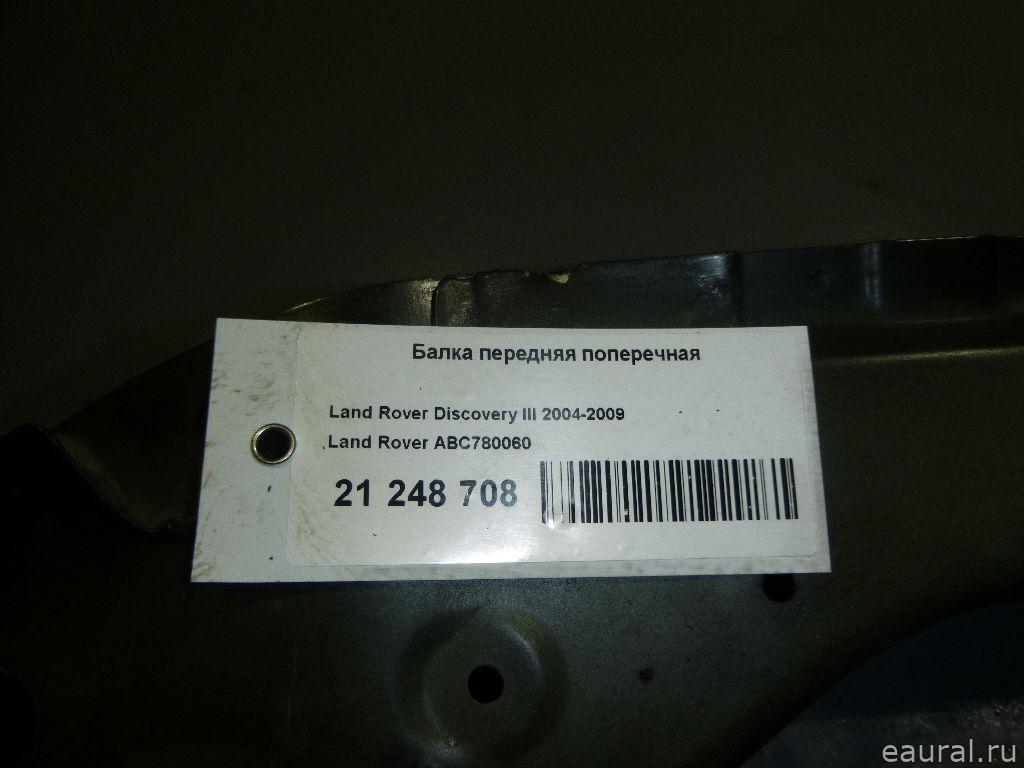 Балка передняя поперечная
Land Rover Discovery III 2004-2009
Land Rover ABC780060
21 248 708
eaural.ru